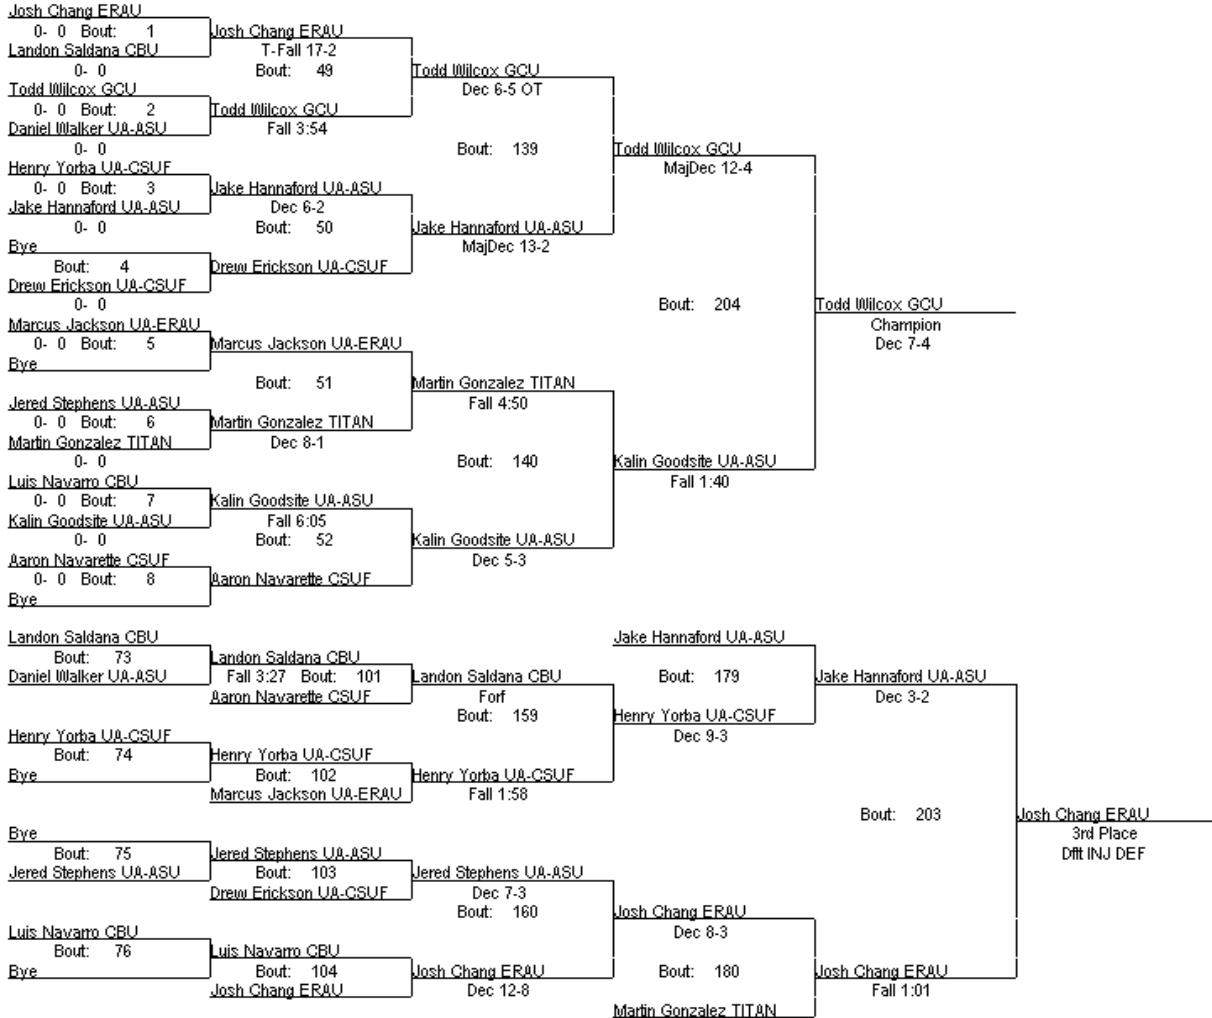 Josh Chang ERAU
0- 0 Bout: 1
Josh Chang ERAU
Landon Saldana CBU
T-Fall 17-2
0- 0
Bout: 49
Todd Wilcox GCU
Todd Wilcox GCU
Dec 6-5 OT
0- 0 Bout: 2
Todd Wilcox GCU
Daniel Walker UA-ASU
Fall 3:54
0- 0
Bout: 139
Todd Wilcox GCU
Henry Yorba UA-CSUF
MajDec 12-4
0- 0 Bout: 3
Jake Hannaford UA-ASU
Jake Hannaford UA-ASU
Dec 6-2
0- 0
Bout: 50
Jake Hannaford UA-ASU
Bye
MajDec 13-2
Bout: 4
Drew Erickson UA-CSUF
Drew Erickson UA-CSUF
0- 0
Bout: 204
Todd Wilcox GCU
Marcus Jackson UA-ERAU
Champion
0- 0 Bout: 5
Marcus Jackson UA-ERAU
Dec 7-4
Bye
Bout: 51
Martin Gonzalez TITAN
Jered Stephens UA-ASU
Fall 4:50
0- 0 Bout: 6
Martin Gonzalez TITAN
Martin Gonzalez TITAN
Dec 8-1
0- 0
Bout: 140
Kalin Goodsite UA-ASU
Luis Navarro CBU
Fall 1:40
0- 0 Bout: 7
Kalin Goodsite UA-ASU
Kalin Goodsite UA-ASU
Fall 6:05
0- 0
Bout: 52
Kalin Goodsite UA-ASU
Aaron Navarette CSUF
Dec 5-3
0- 0 Bout: 8
Aaron Navarette CSUF
Bye
Landon Saldana CBU
Jake Hannaford UA-ASU
Bout: 73
Landon Saldana CBU
Daniel Walker UA-ASU
Fall 3:27 Bout: 101
Landon Saldana CBU
Bout: 179
Jake Hannaford UA-ASU
Aaron Navarette CSUF
Forf
Dec 3-2
Bout: 159
Henry Yorba UA-CSUF
Henry Yorba UA-CSUF
Dec 9-3
Bout: 74
Henry Yorba UA-CSUF
Bye
Bout: 102
Henry Yorba UA-CSUF
Marcus Jackson UA-ERAU
Fall 1:58
Bout: 203
Josh Chang ERAU
Bye
3rd Place
Bout: 75
Jered Stephens UA-ASU
Dftt INJ DEF
Jered Stephens UA-ASU
Bout: 103
Jered Stephens UA-ASU
Drew Erickson UA-CSUF
Dec 7-3
Bout: 160
Josh Chang ERAU
Luis Navarro CBU
Dec 8-3
Bout: 76
Luis Navarro CBU
Bye
Bout: 104
Josh Chang ERAU
Bout: 180
Josh Chang ERAU
Josh Chang ERAU
Dec 12-8
Fall 1:01
Martin Gonzalez TITAN